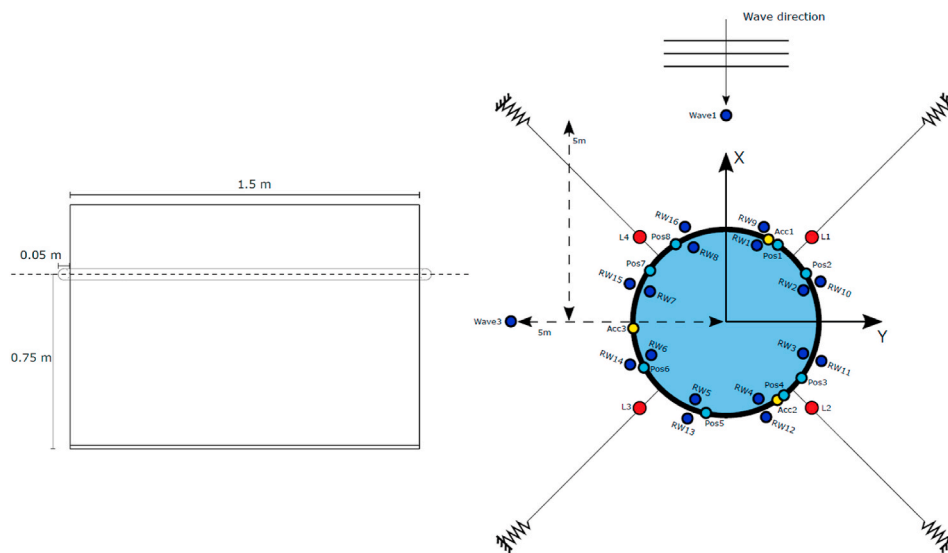 1.5 m
0.05 m
0.75 m
Wave direction
Wave1
5m
X
RW16
RW9
Acc1
L4
Pos8
RW1
Pos1
L1
RW8
Pos7
Pos2
RW15
RW7
RW2
RW10
Wave3
5m
Acc3
Y
RW6
RW3
RW14
Pos6
RW11
Pos4
Pos3
RW5
RW4
L3
Acc2
L2
Pos5
RW13
RW12